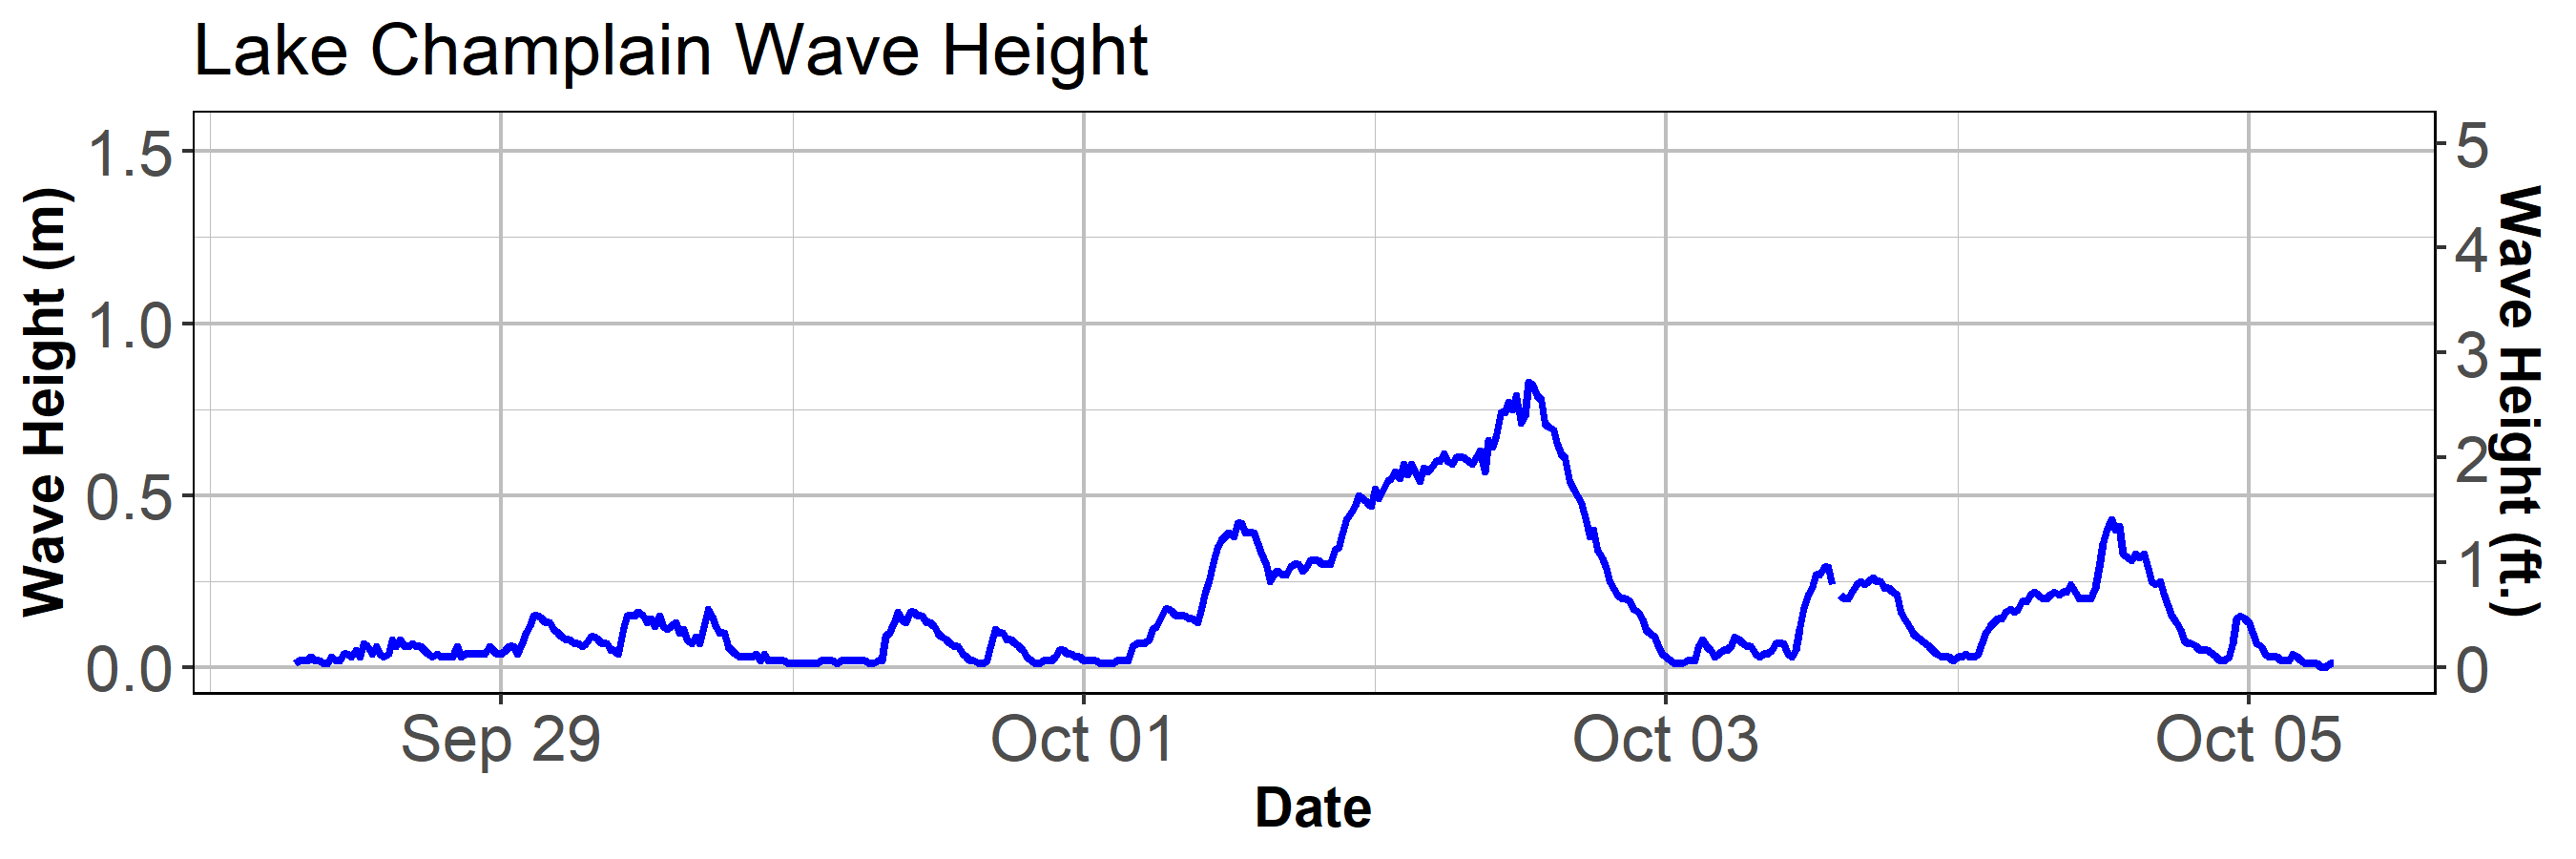 Lake Champlain Wave Height
Wave Height (m)
1.5
1.0
0.5
0.0
5
4
3
2
1
0
Wave Height (ft.)
Sep 29
Oct 01
Oct 03
Oct 05
Date